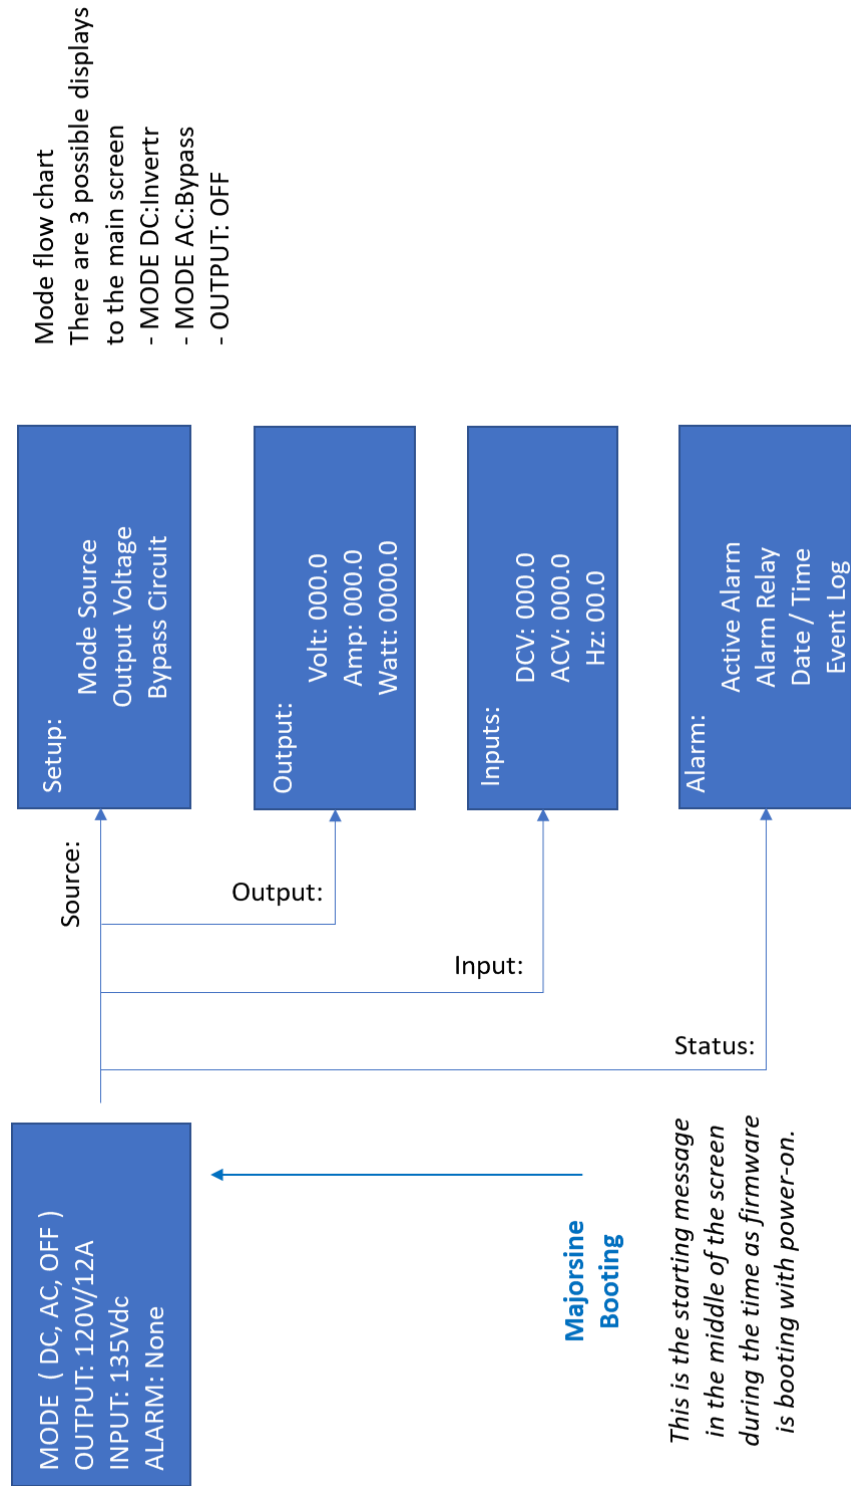 Mode flow chart
There are 3 possible displays
to the main screen
- MODE DC:Invertr
- MODE AC:Bypass
- OUTPUT: OFF
MODE ( DC, AC, OFF )
OUTPUT: 120V/12A
INPUT: 135Vdc
ALARM: None
Source:
Setup:
Mode Source
Output Voltage
Bypass Circuit
Output:
Output:
Volt: 000.0
Amp: 000.0
Watt: 0000.0
Input:
Inputs:
DCV: 000.0
ACV: 000.0
Hz: 00.0
Status:
Alarm:
Active Alarm
Alarm Relay
Date / Time
Event Log
Majorsine
Booting
This is the starting message
in the middle of the screen
during the time as firmware
is booting with power-on.